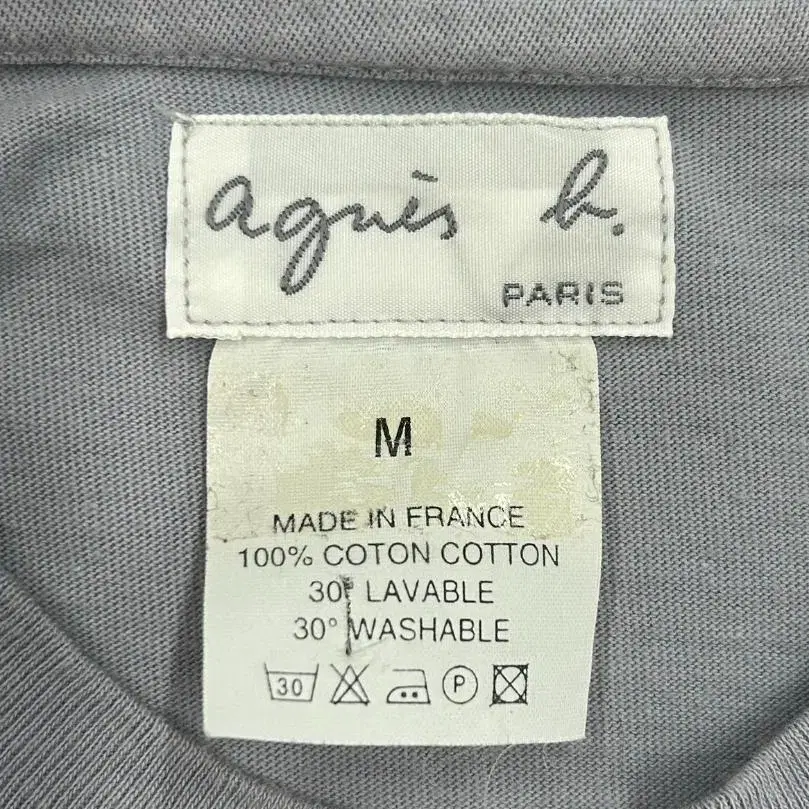 agnès b.
PARIS
M
MADE IN FRANCE
100% COTON COTTON
30° LAVABLE
30° WASHABLE
30 P